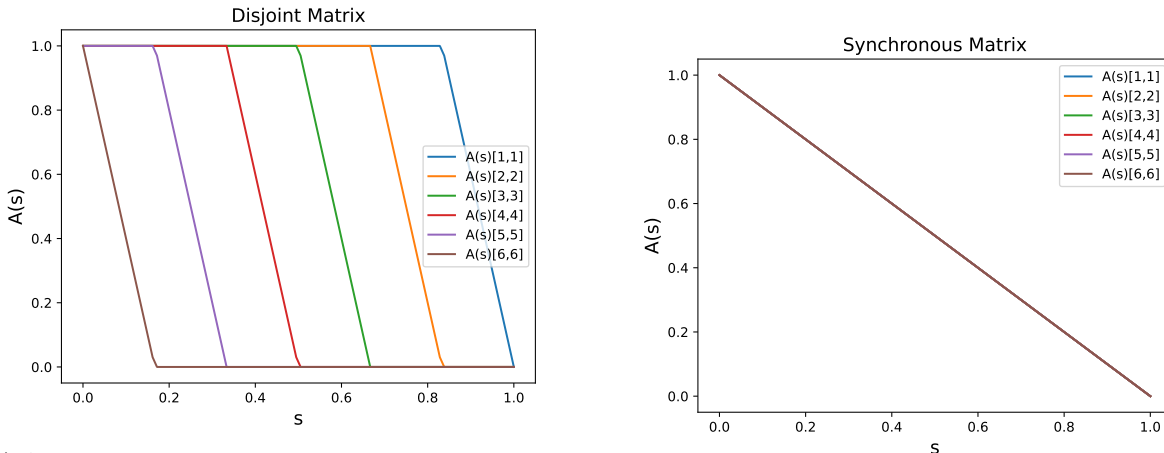 Disjoint Matrix
A(s)
1.0
0.8
0.6
0.4
0.2
0.0
A(s)[1,1]
A(s)[2,2]
A(s)[3,3]
A(s)[4,4]
A(s)[5,5]
A(s)[6,6]
0.0 0.2 0.4 0.6 0.8 1.0
s
Synchronous Matrix
A(s)
1.0
0.8
0.6
0.4
0.2
0.0
A(s)[1,1]
A(s)[2,2]
A(s)[3,3]
A(s)[4,4]
A(s)[5,5]
A(s)[6,6]
0.0 0.2 0.4 0.6 0.8 1.0
s